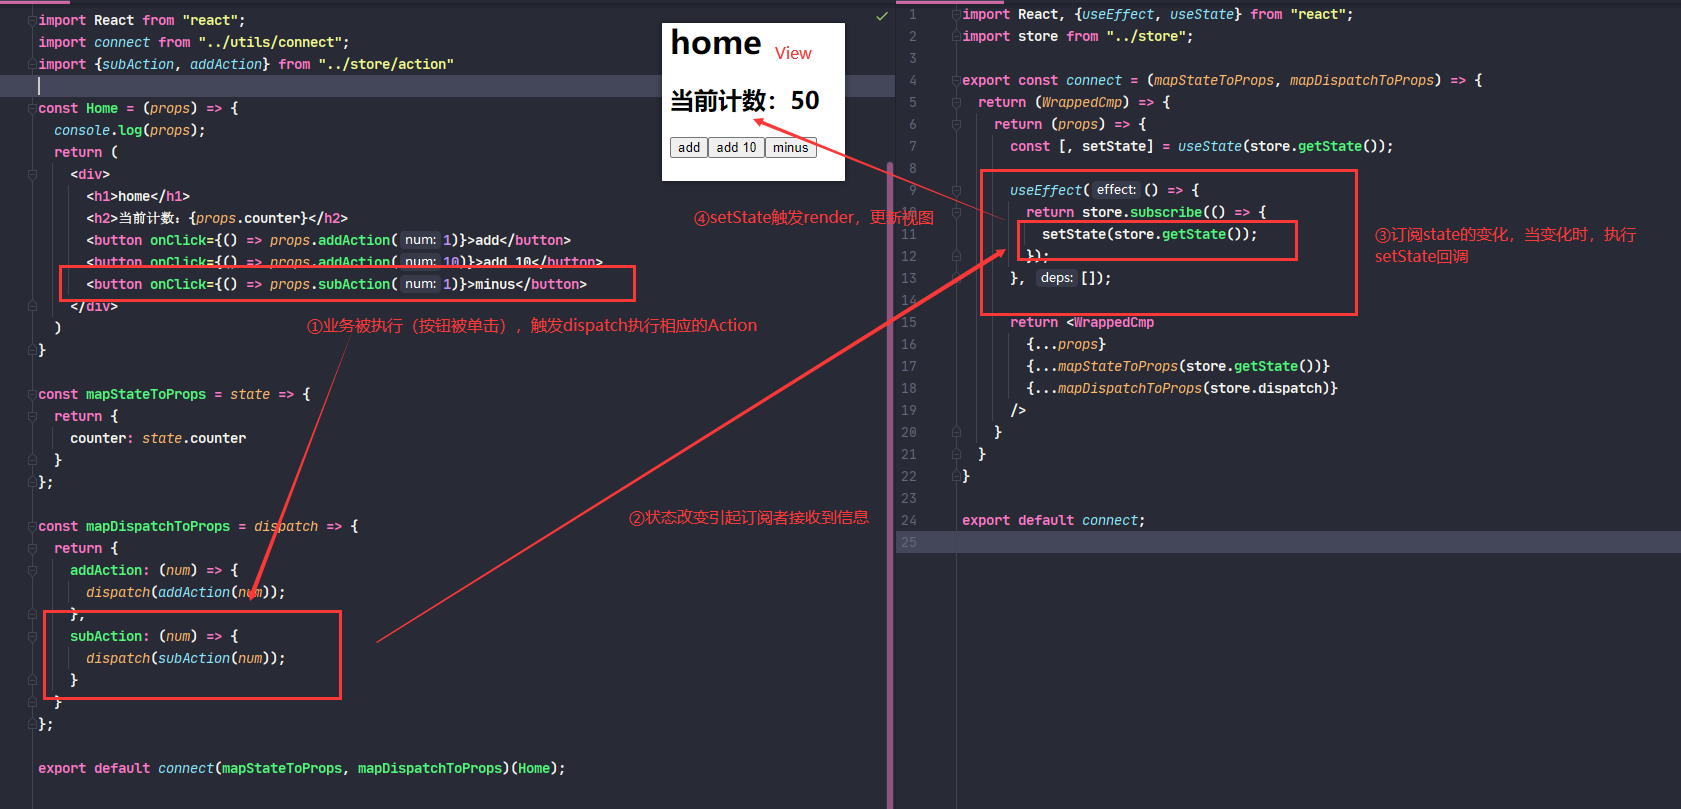 import React from "react";
import connect from "../utils/connect";
import {subAction, addAction} from "../store/action"
const Home = (props) => {
console.log(props);
return (
<div>
<h1>home</h1>
<h2>当前计数：{props.counter}</h2>
<button onClick={() => props.addAction( num: 1)}>add</button>
<button onClick={() => props.addAction( num: 10)}>add 10</button>
<button onClick={() => props.subAction( num: 1)}>minus</button>
</div>
)
}
const mapStateToProps = state => {
return {
counter: state.counter
}
};
const mapDispatchToProps = dispatch => {
return {
addAction: (num) => {
dispatch(addAction(num));
},
subAction: (num) => {
dispatch(subAction(num));
}
}
};
export default connect(mapStateToProps, mapDispatchToProps)(Home);
home
View
当前计数：50
add
add 10
minus
①业务被执行（按钮被单击），触发dispatch执行相应的Action
②状态改变引起订阅者接收到信息
④setState触发render，更新视图
1 import React, {useEffect, useState} from "react";
2 import store from "../store";
3
4 export const connect = (mapStateToProps, mapDispatchToProps) => {
5 return (WrappedCmp) => {
6 return (props) => {
7 const [, setState] = useState(store.getState());
8
9 useEffect( effect: () => {
10 return store.subscribe(() => {
11 setState(store.getState());
12 });
13 }, deps: []);
14
15 return <WrappedCmp
16 {...props}
17 {...mapStateToProps(store.getState())}
18 {...mapDispatchToProps(store.dispatch)}
19 />
20 }
21 }
22 }
23
24 export default connect;
25
③订阅state的变化，当变化时，执行
setState回调